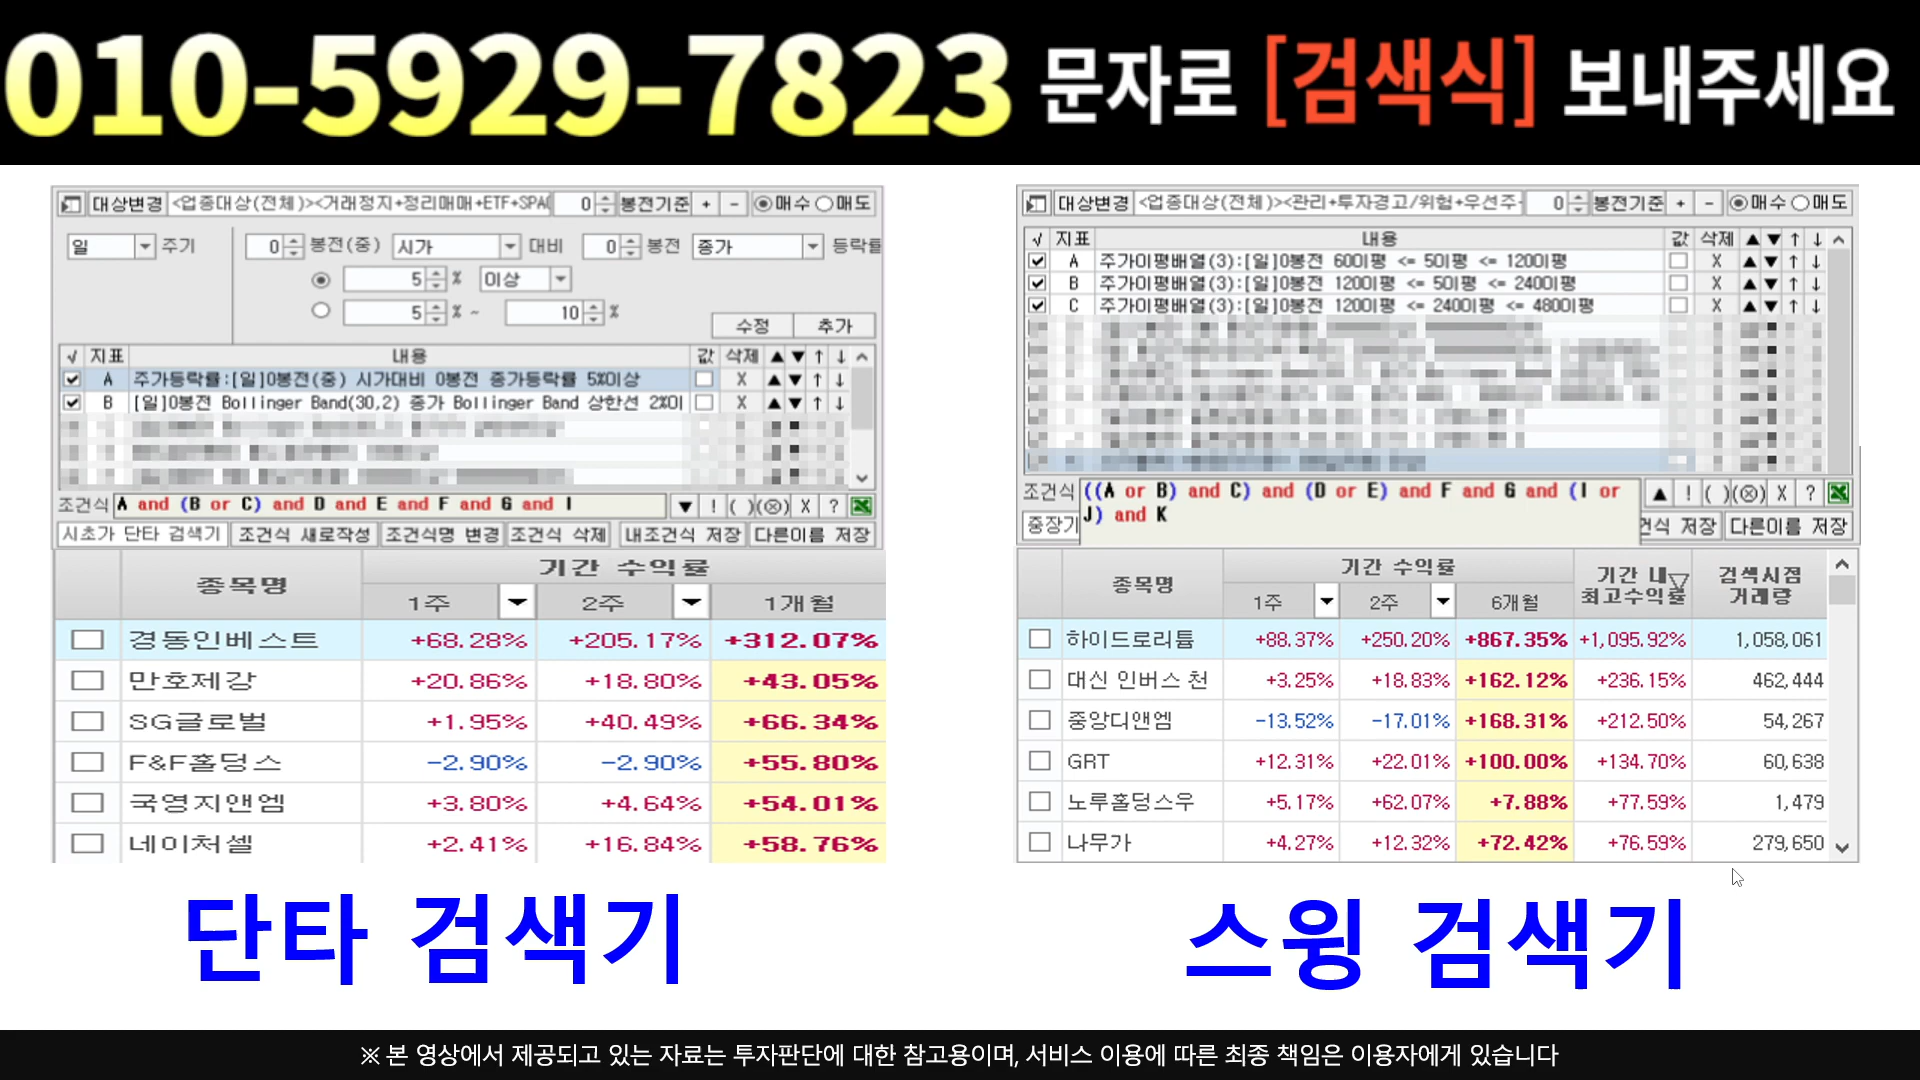 010-5929-7823 문자로 [검색식] 보내주세요
대상변경 <업종대상(전체)><거래정지+정리매매+ETF+SPA 0 봉전기준 + - 매수 매도
일 주기 0 봉전(중) 시가 대비 0 봉전 종가 등락률
5 % 이상
5 % ~ 10 %
수정 추가
√ 지표 내용 값 삭제 ▲ ▼ ↑ ↓
A 주가등락률:[일]0봉전(중) 시가대비 0봉전 종가등락률 5%이상 X ▲ ▼ ↑ ↓
B [일]0봉전 Bollinger Band(30,2) 종가 Bollinger Band 상한선 2%이 X ▲ ▼ ↑ ↓
조건식 A and (B or C) and D and E and F and G and I ▼ ! ( )(⊗) X ?
시초가 단타 검색기 조건식 새로작성 조건식명 변경 조건식 삭제 내조건식 저장 다른이름 저장
종목명 기간 수익률
1주 2주 1개월
경동인베스트 +68.28% +205.17% +312.07%
만호제강 +20.86% +18.80% +43.05%
SG글로벌 +1.95% +40.49% +66.34%
F&F홀딩스 -2.90% -2.90% +55.80%
국영지앤엠 +3.80% +4.64% +54.01%
네이처셀 +2.41% +16.84% +58.76%
단타 검색기
대상변경 <업종대상(전체)><관리+투자경고/위험+우선주+ 0 봉전기준 + - 매수 매도
√ 지표 내용 값 삭제 ▲ ▼ ↑ ↓
A 주가이평배열(3):[일]0봉전 60이평 <= 5이평 <= 120이평 X ▲ ▼ ↑ ↓
B 주가이평배열(3):[일]0봉전 120이평 <= 5이평 <= 240이평 X ▲ ▼ ↑ ↓
C 주가이평배열(3):[일]0봉전 120이평 <= 240이평 <= 480이평 X ▲ ▼ ↑ ↓
조건식 ((A or B) and C) and (D or E) and F and G and (I or ▲ ! ( )(⊗) X ?
중장기 J) and K 건식 저장 다른이름 저장
종목명 기간 수익률 기간 내 최고수익률 검색시점 거래량
1주 2주 6개월
하이드로리튬 +88.37% +250.20% +867.35% +1,095.92% 1,058,061
대신 인버스 천 +3.25% +18.83% +162.12% +236.15% 462,444
중앙디앤엠 -13.52% -17.01% +168.31% +212.50% 54,267
GRT +12.31% +22.01% +100.00% +134.70% 60,638
노루홀딩스우 +5.17% +62.07% +7.88% +77.59% 1,479
나무가 +4.27% +12.32% +72.42% +76.59% 279,650
스윙 검색기
※ 본 영상에서 제공되고 있는 자료는 투자판단에 대한 참고용이며, 서비스 이용에 따른 최종 책임은 이용자에게 있습니다